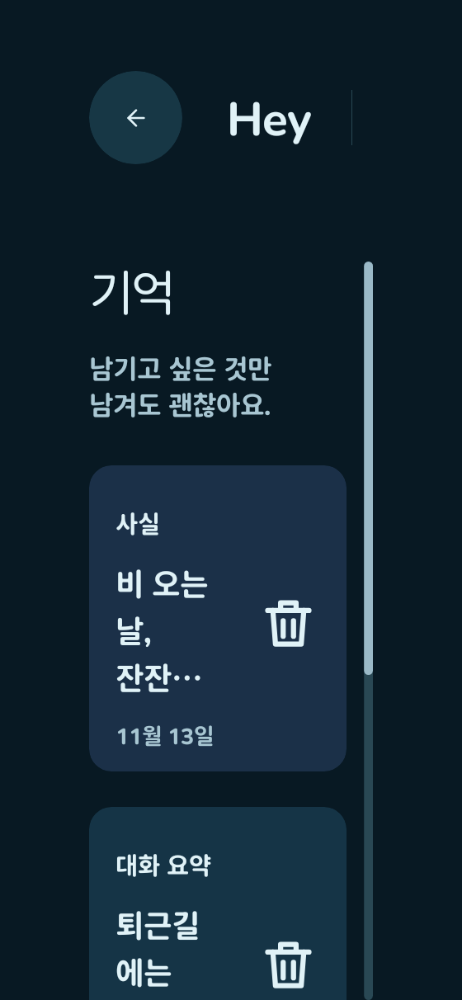 Hey
기억
남기고 싶은 것만
남겨도 괜찮아요.
사실
비 오는
날,
잔잔…
11월 13일
대화 요약
퇴근길
에는